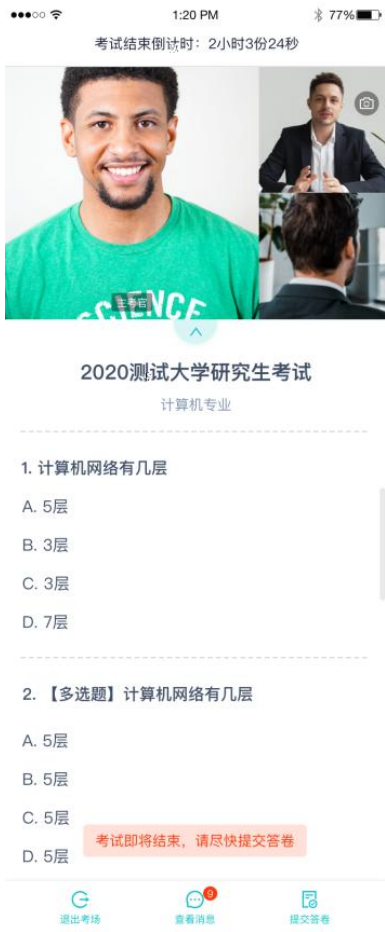 1:20 PM
77%
考试结束倒计时：2小时3份24秒
主考官
2020测试大学研究生考试
计算机专业
1. 计算机网络有几层
A. 5层
B. 3层
C. 3层
D. 7层
2. 【多选题】计算机网络有几层
A. 5层
B. 5层
C. 5层
D. 5层
考试即将结束，请尽快提交答卷
9
退出考场
查看消息
提交答卷